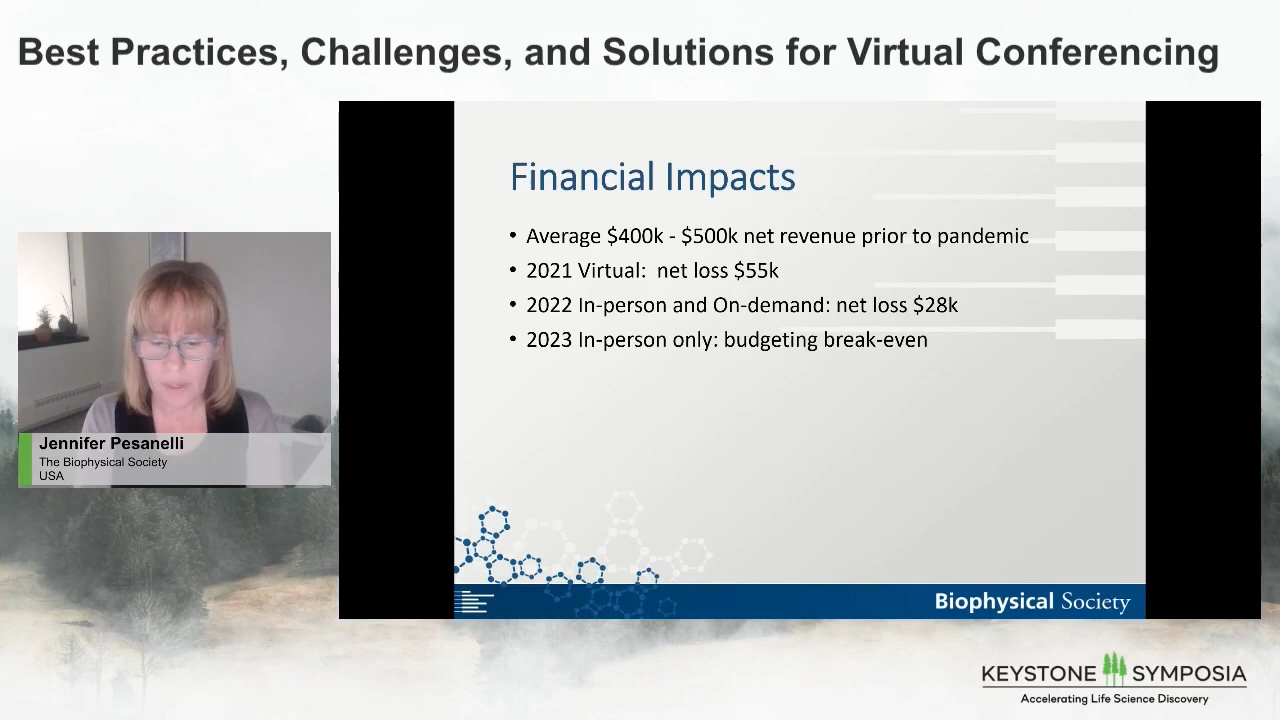 Best Practices, Challenges, and Solutions for Virtual Conferencing
Financial Impacts
• Average $400k - $500k net revenue prior to pandemic
• 2021 Virtual:  net loss $55k
• 2022 In-person and On-demand: net loss $28k
• 2023 In-person only: budgeting break-even
Jennifer Pesanelli
The Biophysical Society
USA
Biophysical Society
KEYSTONE SYMPOSIA
Accelerating Life Science Discovery